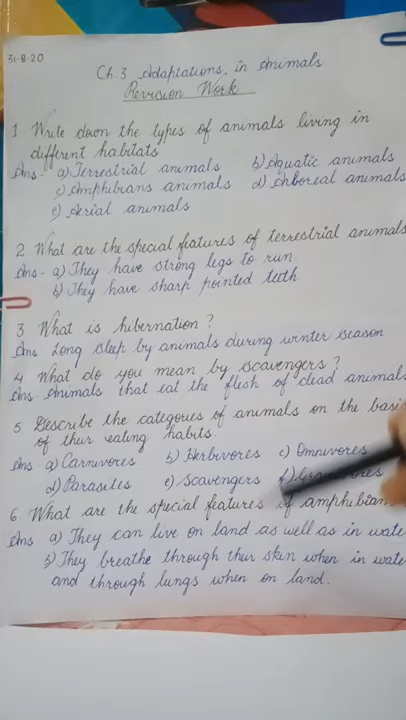 31-8-20
Ch.3 Adaptations in Animals
Revision Work
1 Write down the types of animals living in
different habitats
Ans- a) Terrestrial animals b) Aquatic animals
c) Amphibians animals d) Arboreal animals
e) Aerial animals
2 What are the special features of terrestrial animals
Ans- a) They have strong legs to run.
b) They have sharp pointed teeth
3 What is hibernation?
Ans Long sleep by animals during winter season
4 What do you mean by scavengers?
Ans. Animals that eat the flesh of dead animals
5 Describe the categories of animals on the basi
of their eating habits.
Ans- a) Carnivores b) Herbivores c) Omnivores
d) Parasites e) Scavengers
6. What are the special features of amphibian
Ans a) They can live on land as well as in wate
b) They breathe through their skin when in wate
and through lungs when on land.